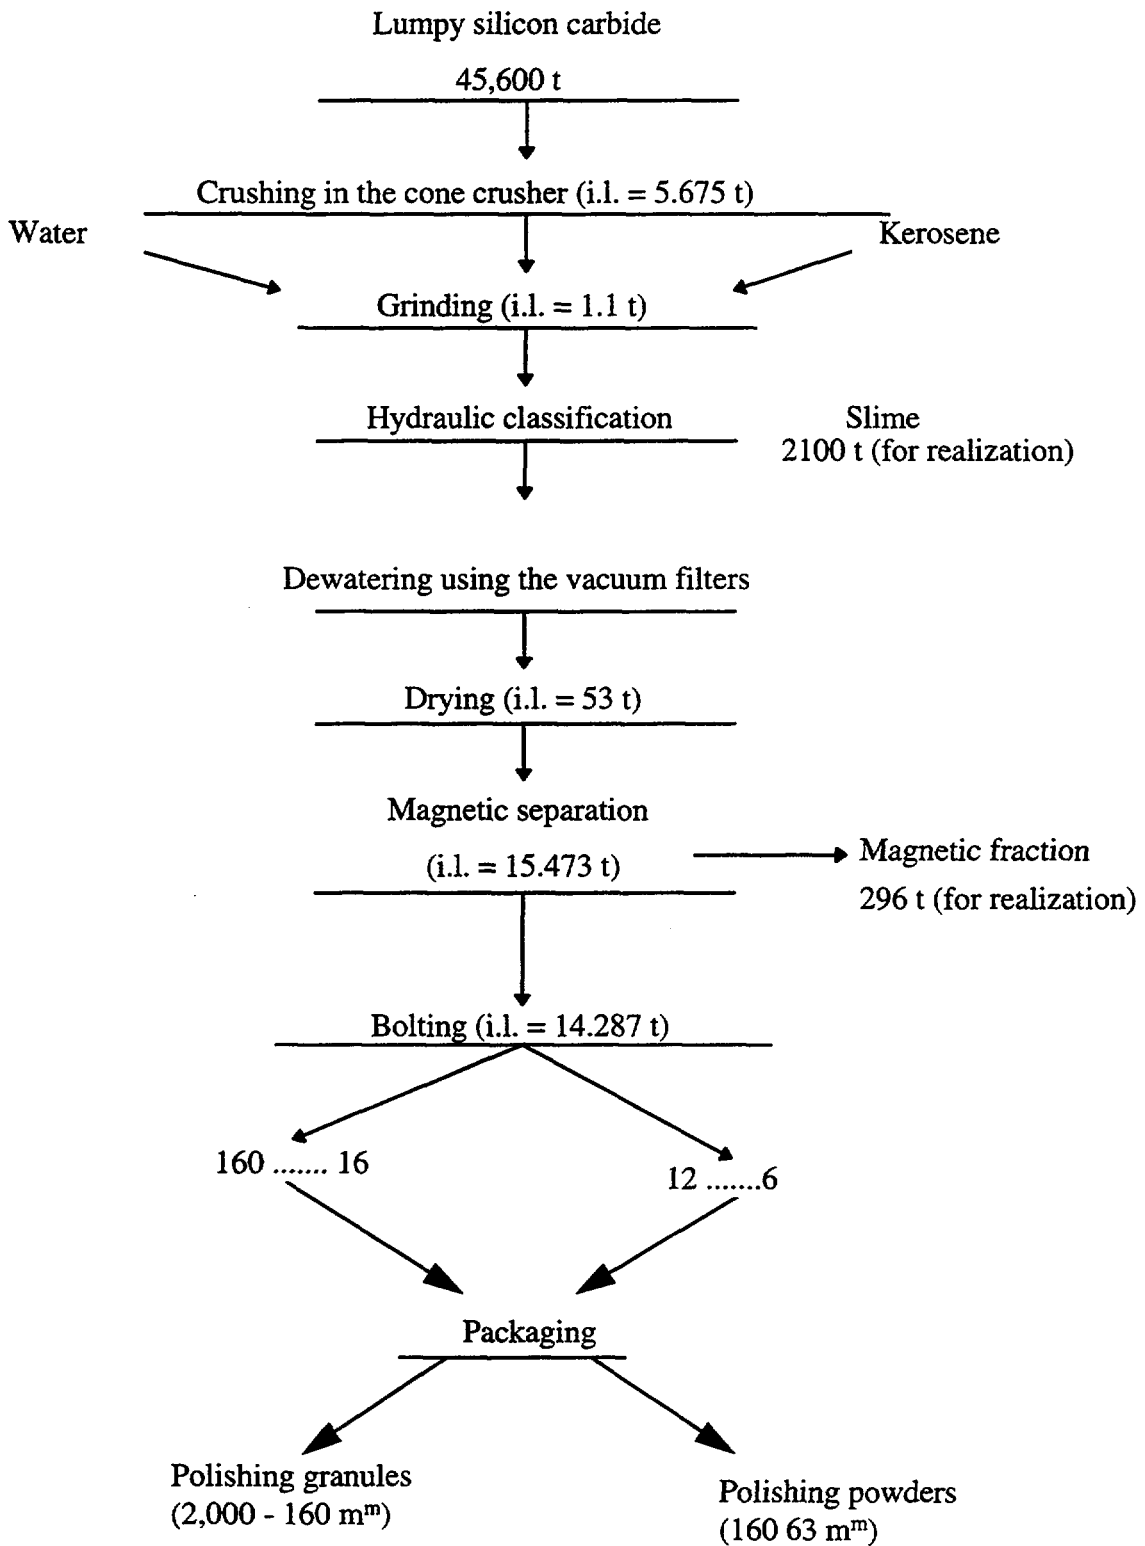 Lumpy silicon carbide
45,600 t
Crushing in the cone crusher (i.l. = 5.675 t)
Water
Kerosene
Grinding (i.l. = 1.1 t)
Hydraulic classification
Slime
2100 t (for realization)
Dewatering using the vacuum filters
Drying (i.l. = 53 t)
Magnetic separation
(i.l. = 15.473 t)
Magnetic fraction
296 t (for realization)
Bolting (i.l. = 14.287 t)
160 ....... 16
12 .......6
Packaging
Polishing granules
(2,000 - 160 mᵐ)
Polishing powders
(160 63 mᵐ)